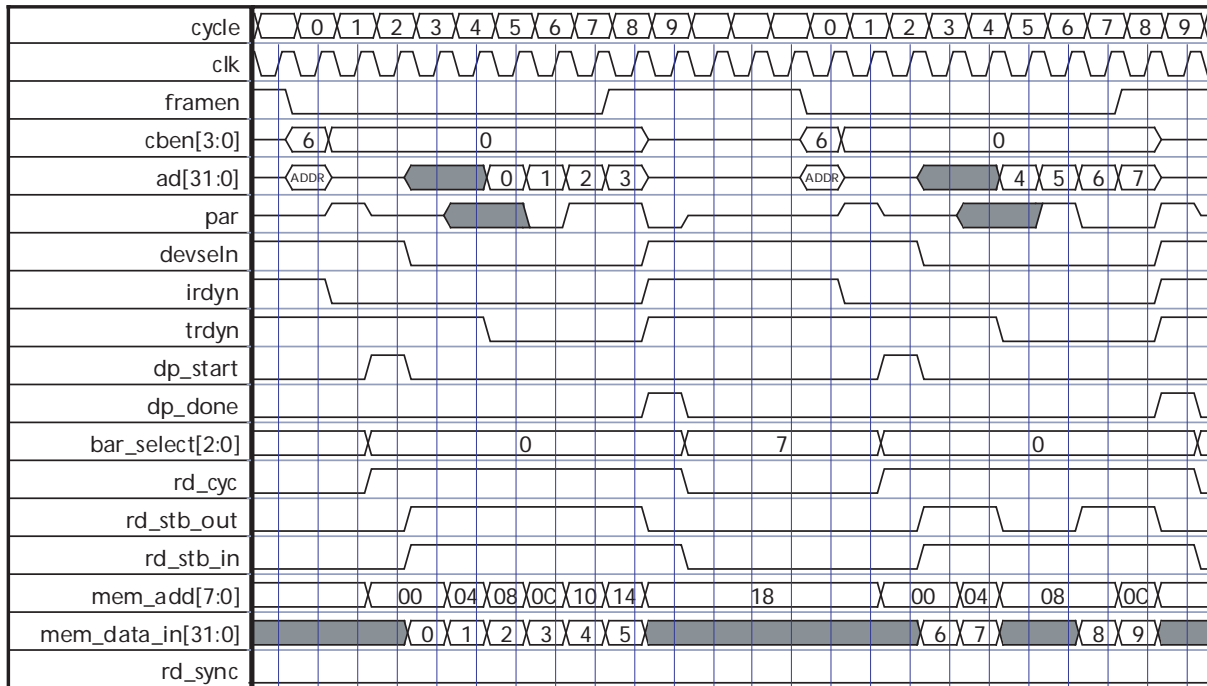 cycle 0 1 2 3 4 5 6 7 8 9 0 1 2 3 4 5 6 7 8 9
clk
framen
cben[3:0] 6 0 6 0
ad[31:0] ADDR 0 1 2 3 ADDR 4 5 6 7
par
devseln
irdyn
trdyn
dp_start
dp_done
bar_select[2:0] 0 7 0
rd_cyc
rd_stb_out
rd_stb_in
mem_add[7:0] 00 04 08 0C 10 14 18 00 04 08 0C
mem_data_in[31:0] 0 1 2 3 4 5 6 7 8 9
rd_sync